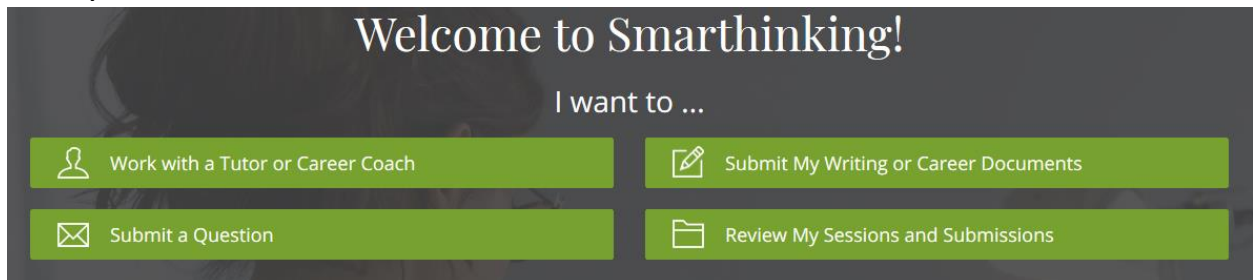 Welcome to Smarthinking!
I want to ...
Work with a Tutor or Career Coach
Submit My Writing or Career Documents
Submit a Question
Review My Sessions and Submissions